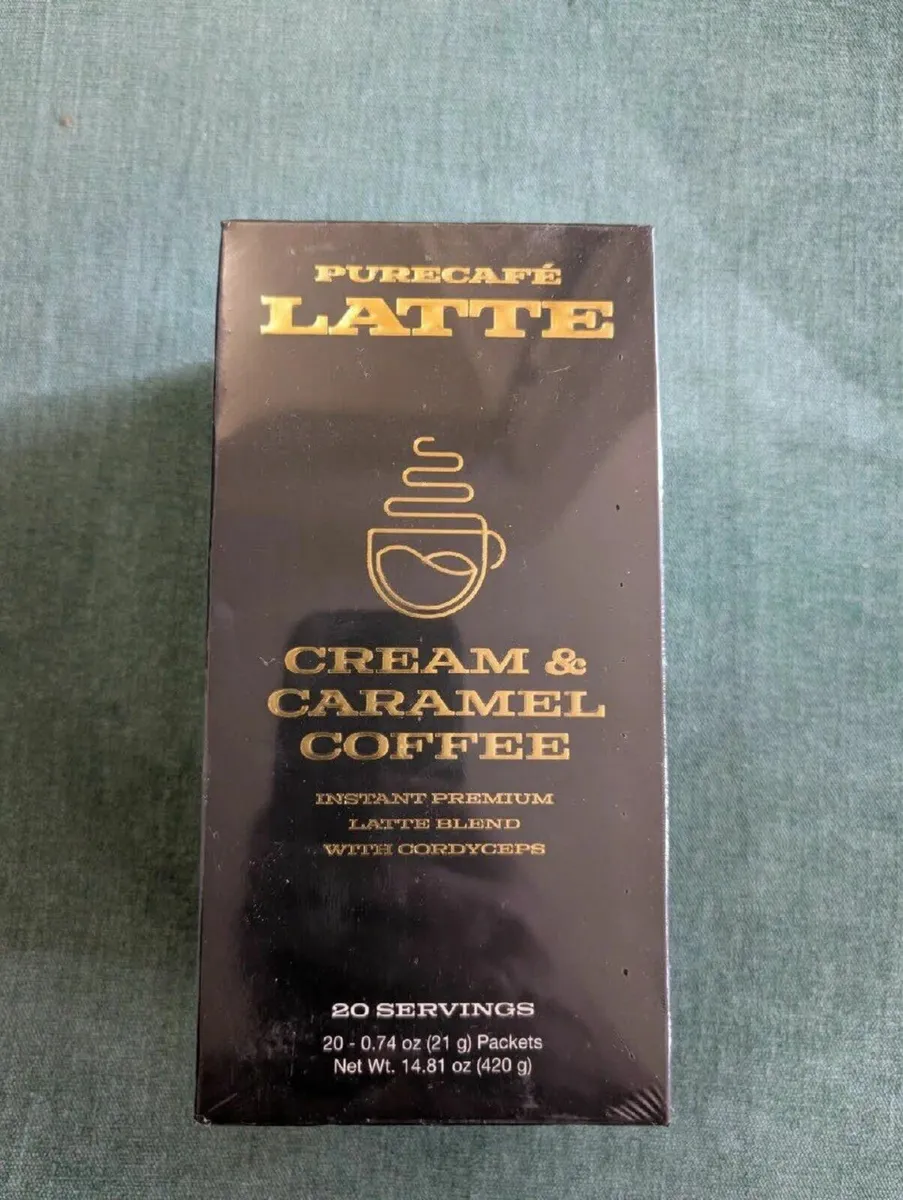 PURECAFÉ
LATTE
CREAM &
CARAMEL
COFFEE
INSTANT PREMIUM
LATTE BLEND
WITH CORDYCEPS
20 SERVINGS
20 - 0.74 oz (21 g) Packets
Net Wt. 14.81 oz (420 g)